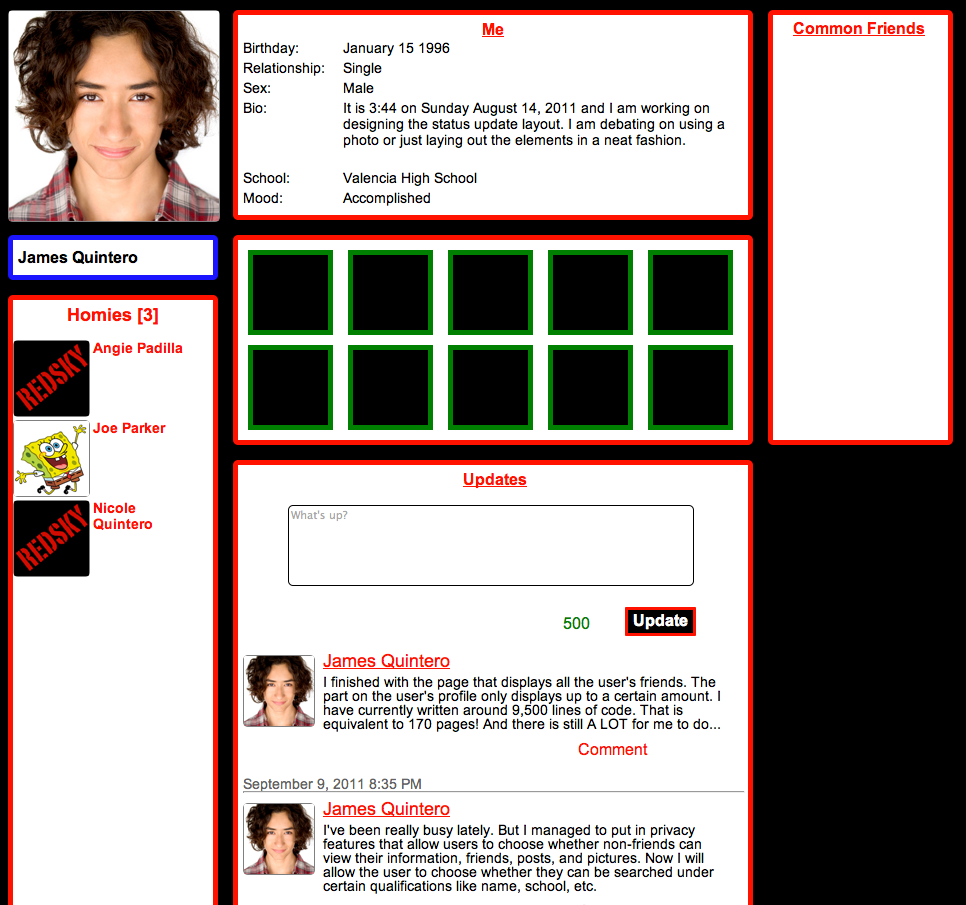 Me
Birthday: January 15 1996
Relationship: Single
Sex: Male
Bio: It is 3:44 on Sunday August 14, 2011 and I am working on
designing the status update layout. I am debating on using a
photo or just laying out the elements in a neat fashion.
School: Valencia High School
Mood: Accomplished
Common Friends
James Quintero
Homies [3]
REDSKY
Angie Padilla
Joe Parker
REDSKY
Nicole
Quintero
Updates
What's up?
500
Update
James Quintero
I finished with the page that displays all the user's friends. The
part on the user's profile only displays up to a certain amount. I
have currently written around 9,500 lines of code. That is
equivalent to 170 pages! And there is still A LOT for me to do...
Comment
September 9, 2011 8:35 PM
James Quintero
I've been really busy lately. But I managed to put in privacy
features that allow users to choose whether non-friends can
view their information, friends, posts, and pictures. Now I will
allow the user to choose whether they can be searched under
certain qualifications like name, school, etc.